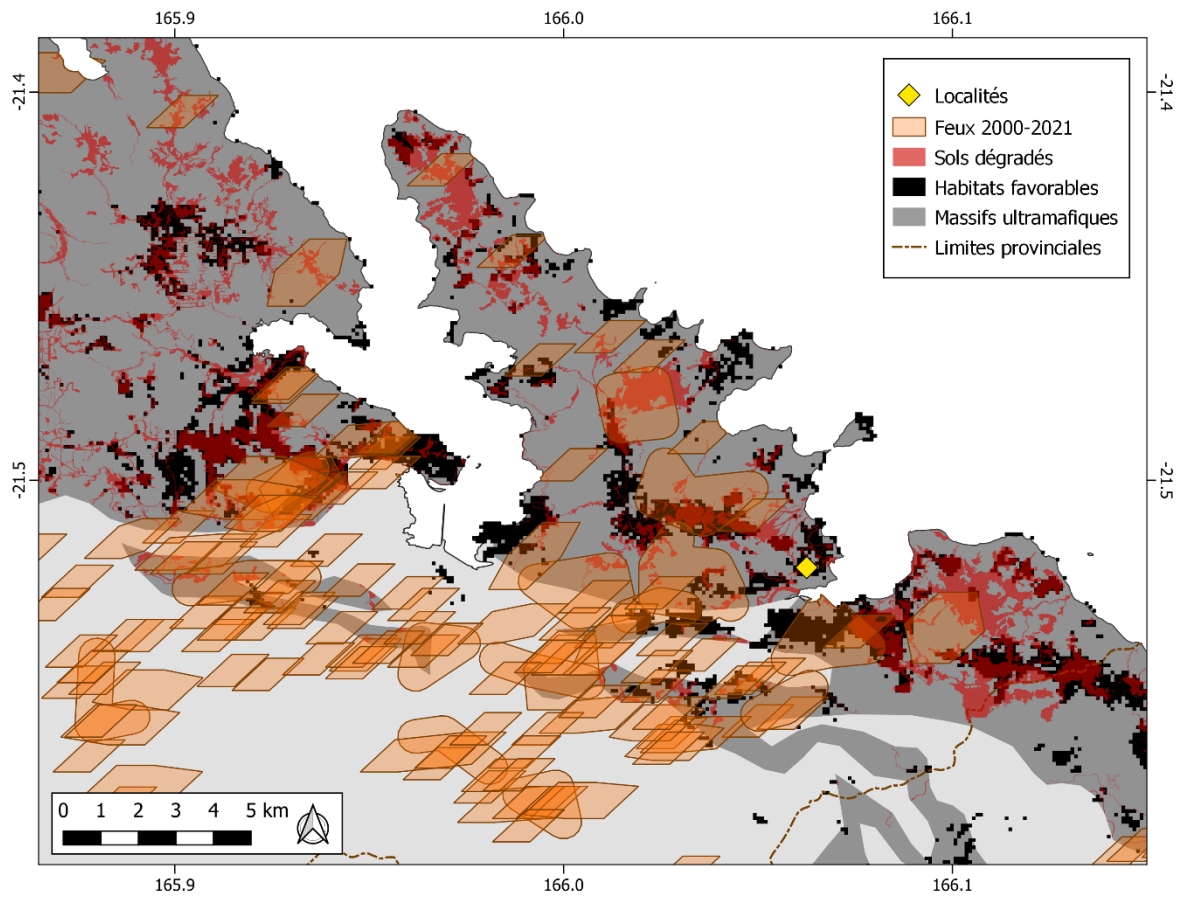 165.9 166.0 166.1
-21.4 -21.4
Localités
Feux 2000-2021
Sols dégradés
Habitats favorables
Massifs ultramafiques
Limites provinciales
-21.5 -21.5
0 1 2 3 4 5 km
165.9 166.0 166.1